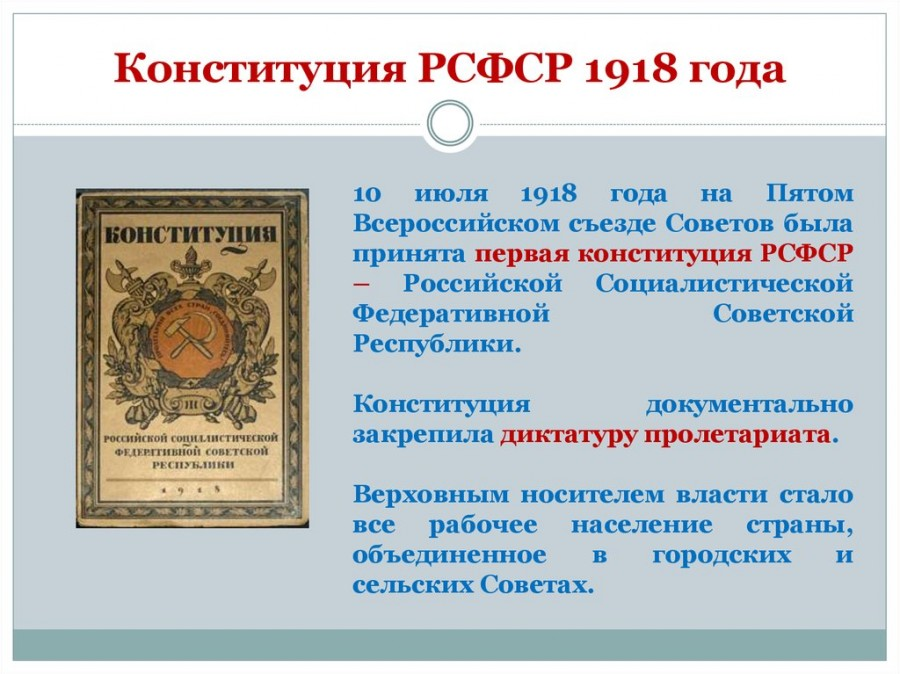 Конституция РСФСР 1918 года
10 июля 1918 года на Пятом
Всероссийском съезде Советов была
принята первая конституция РСФСР
– Российской Социалистической
Федеративной Советской
Республики.
Конституция документально
закрепила диктатуру пролетариата.
Верховным носителем власти стало
все рабочее население страны,
объединенное в городских и
сельских Советах.
КОНСТИТУЦИЯ
III
РОССИЙСКОЙ СОЦИАЛИСТИЧЕСКОЙ
ФЕДЕРАТИВНОЙ СОВЕТСКОЙ
РЕСПУБЛИКИ
1918